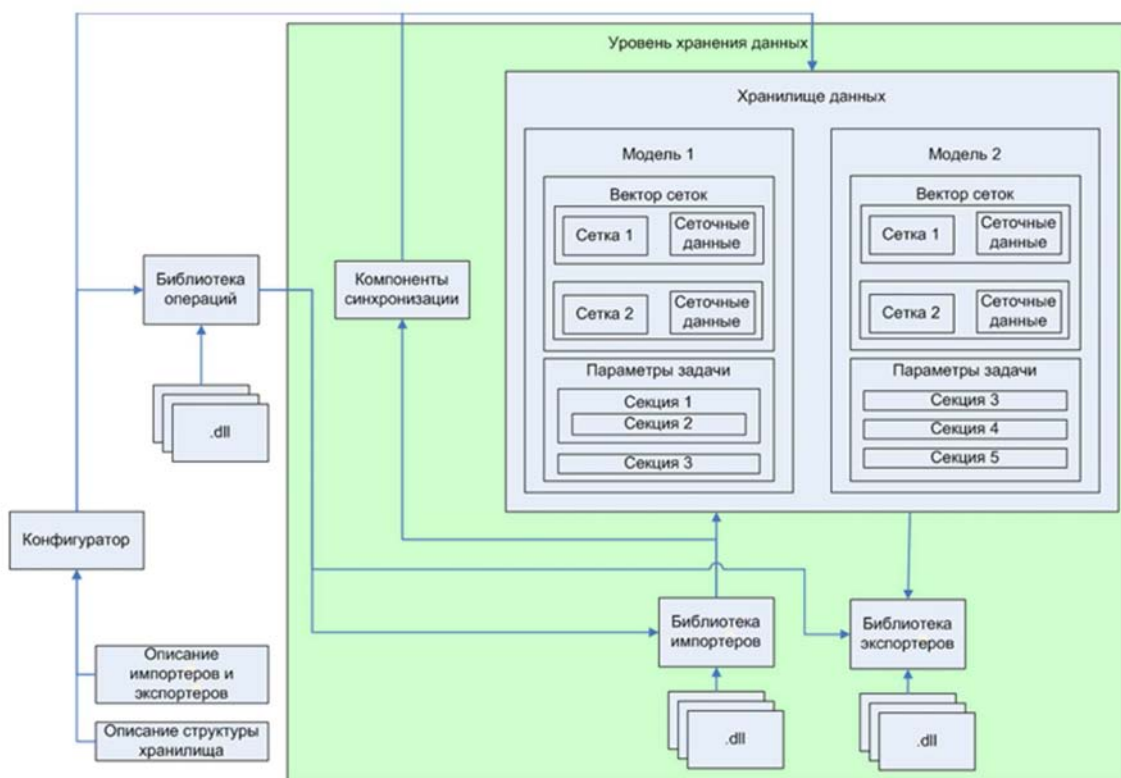 Уровень хранения данных
Хранилище данных
Модель 1
Вектор сеток
Сетка 1
Сеточные
данные
Сетка 2
Сеточные
данные
Параметры задачи
Секция 1
Секция 2
Секция 3
Модель 2
Вектор сеток
Сетка 1
Сеточные
данные
Сетка 2
Сеточные
данные
Параметры задачи
Секция 3
Секция 4
Секция 5
Библиотека
операций
Компоненты
синхронизации
.dll
Конфигуратор
Библиотека
импортеров
Библиотека
экспортеров
Описание
импортеров и
экспортеров
Описание структуры
хранилища
.dll
.dll